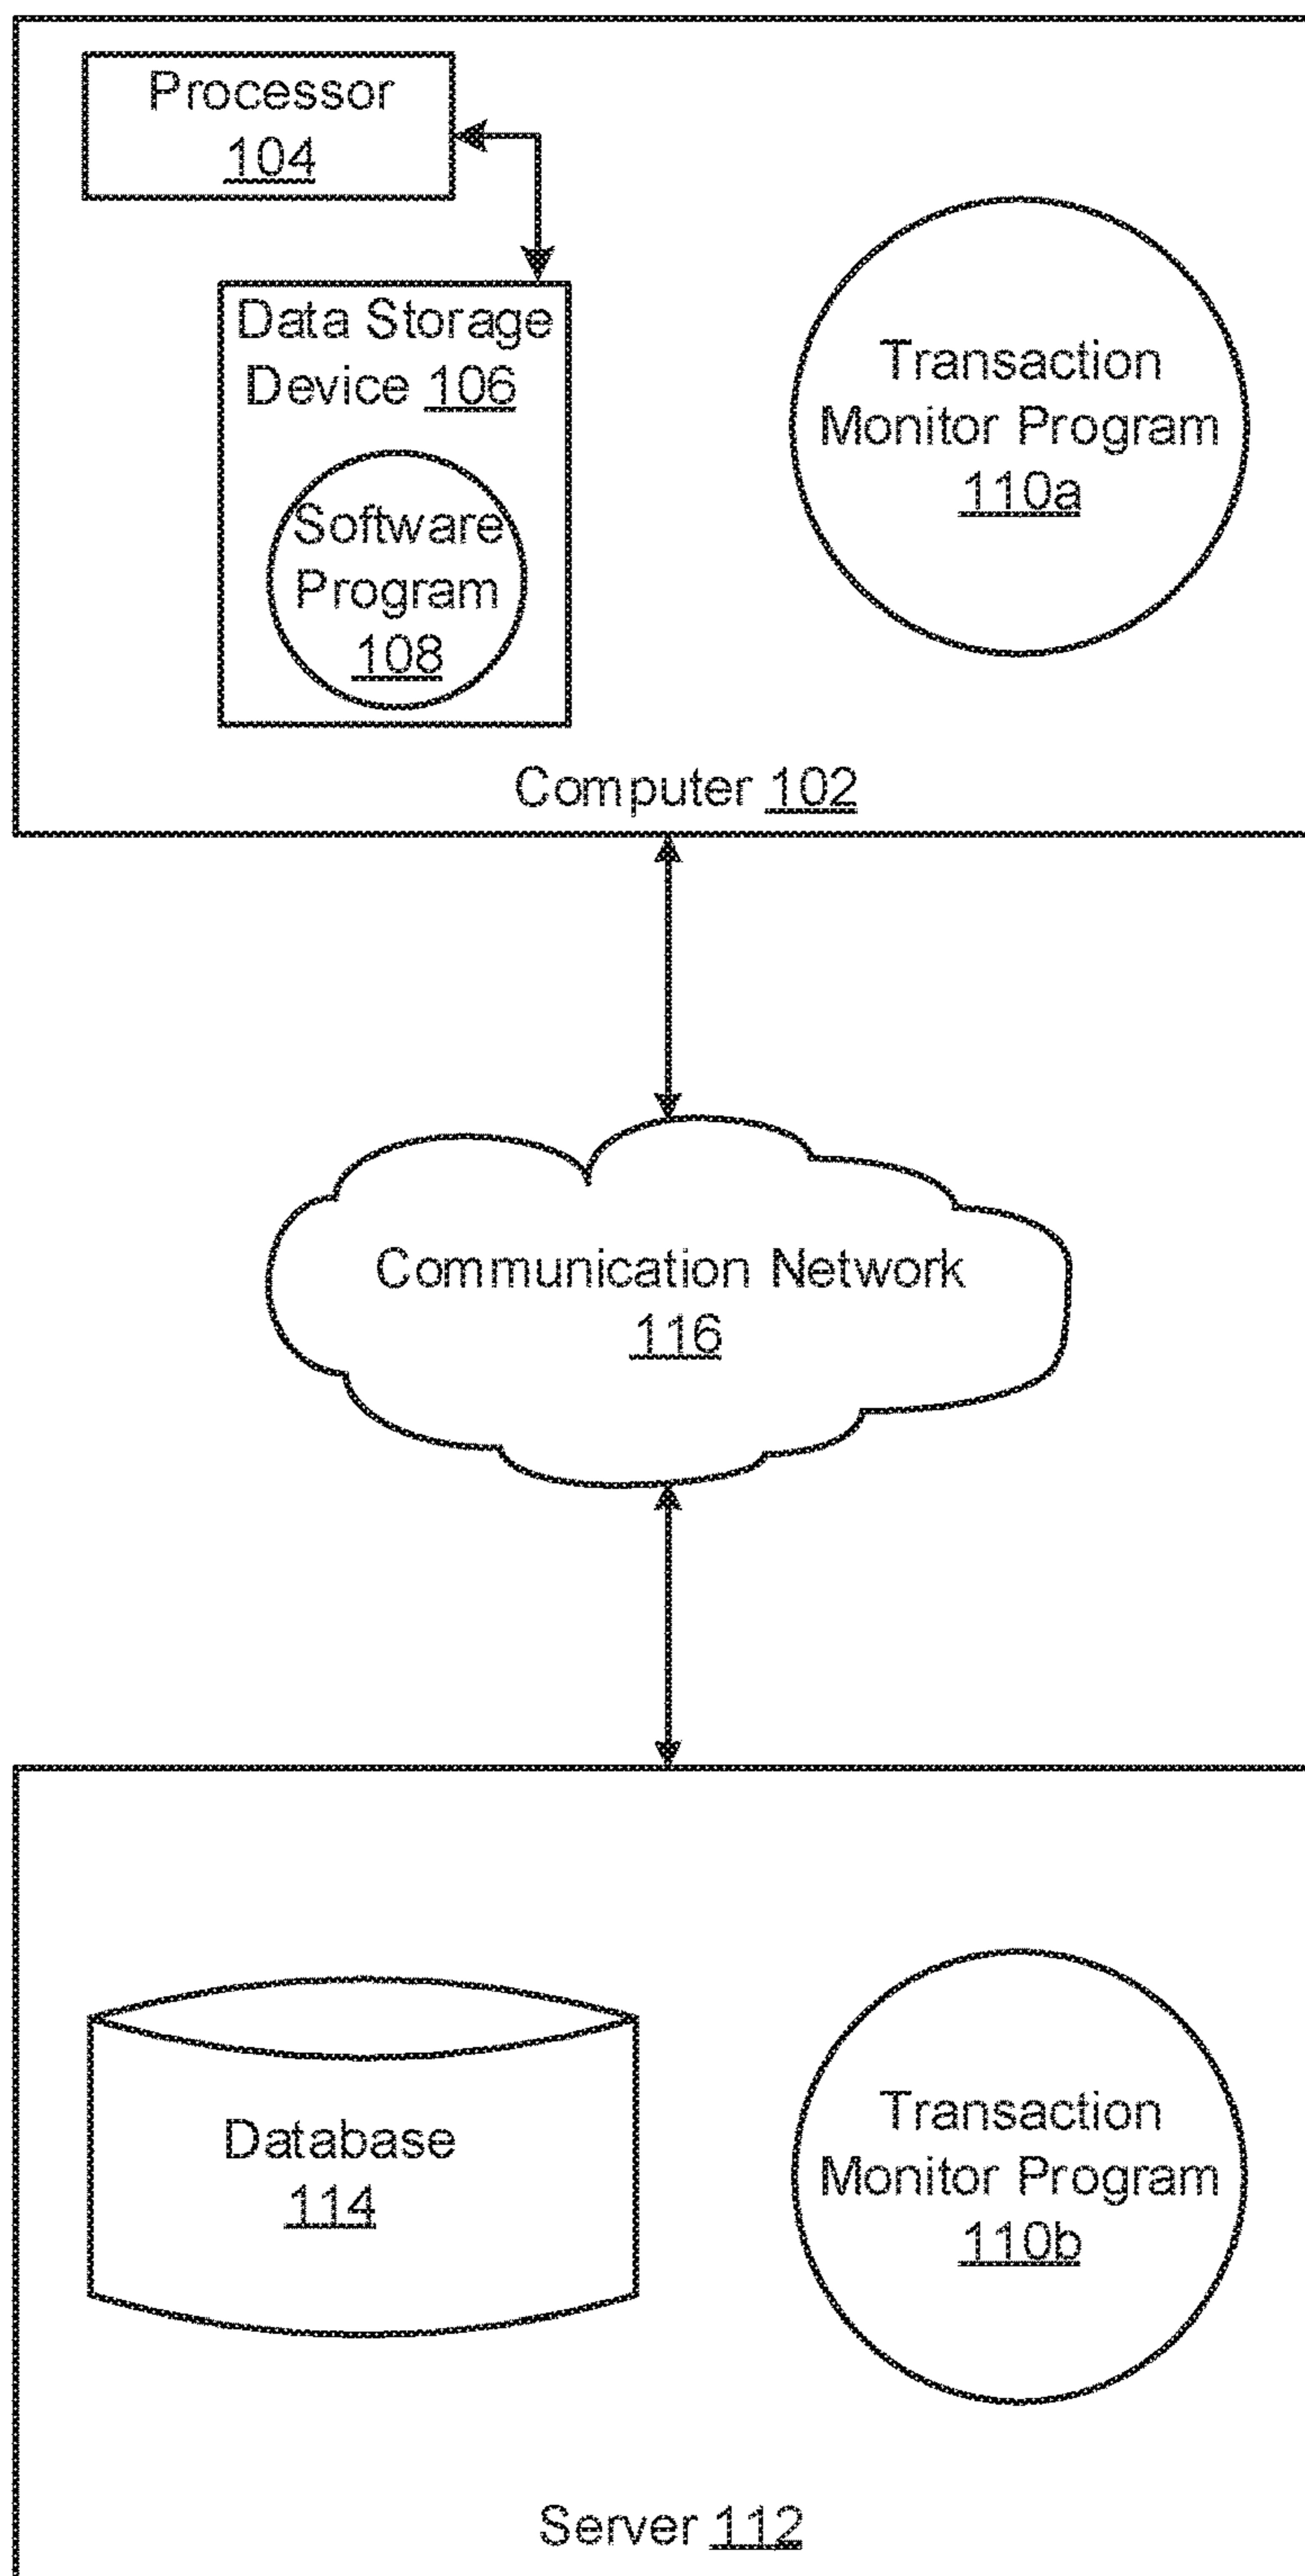 Processor
104
Data Storage
Device 106
Software
Program
108
Transaction
Monitor Program
110a
Computer 102
Communication Network
116
Database
114
Transaction
Monitor Program
110b
Server 112